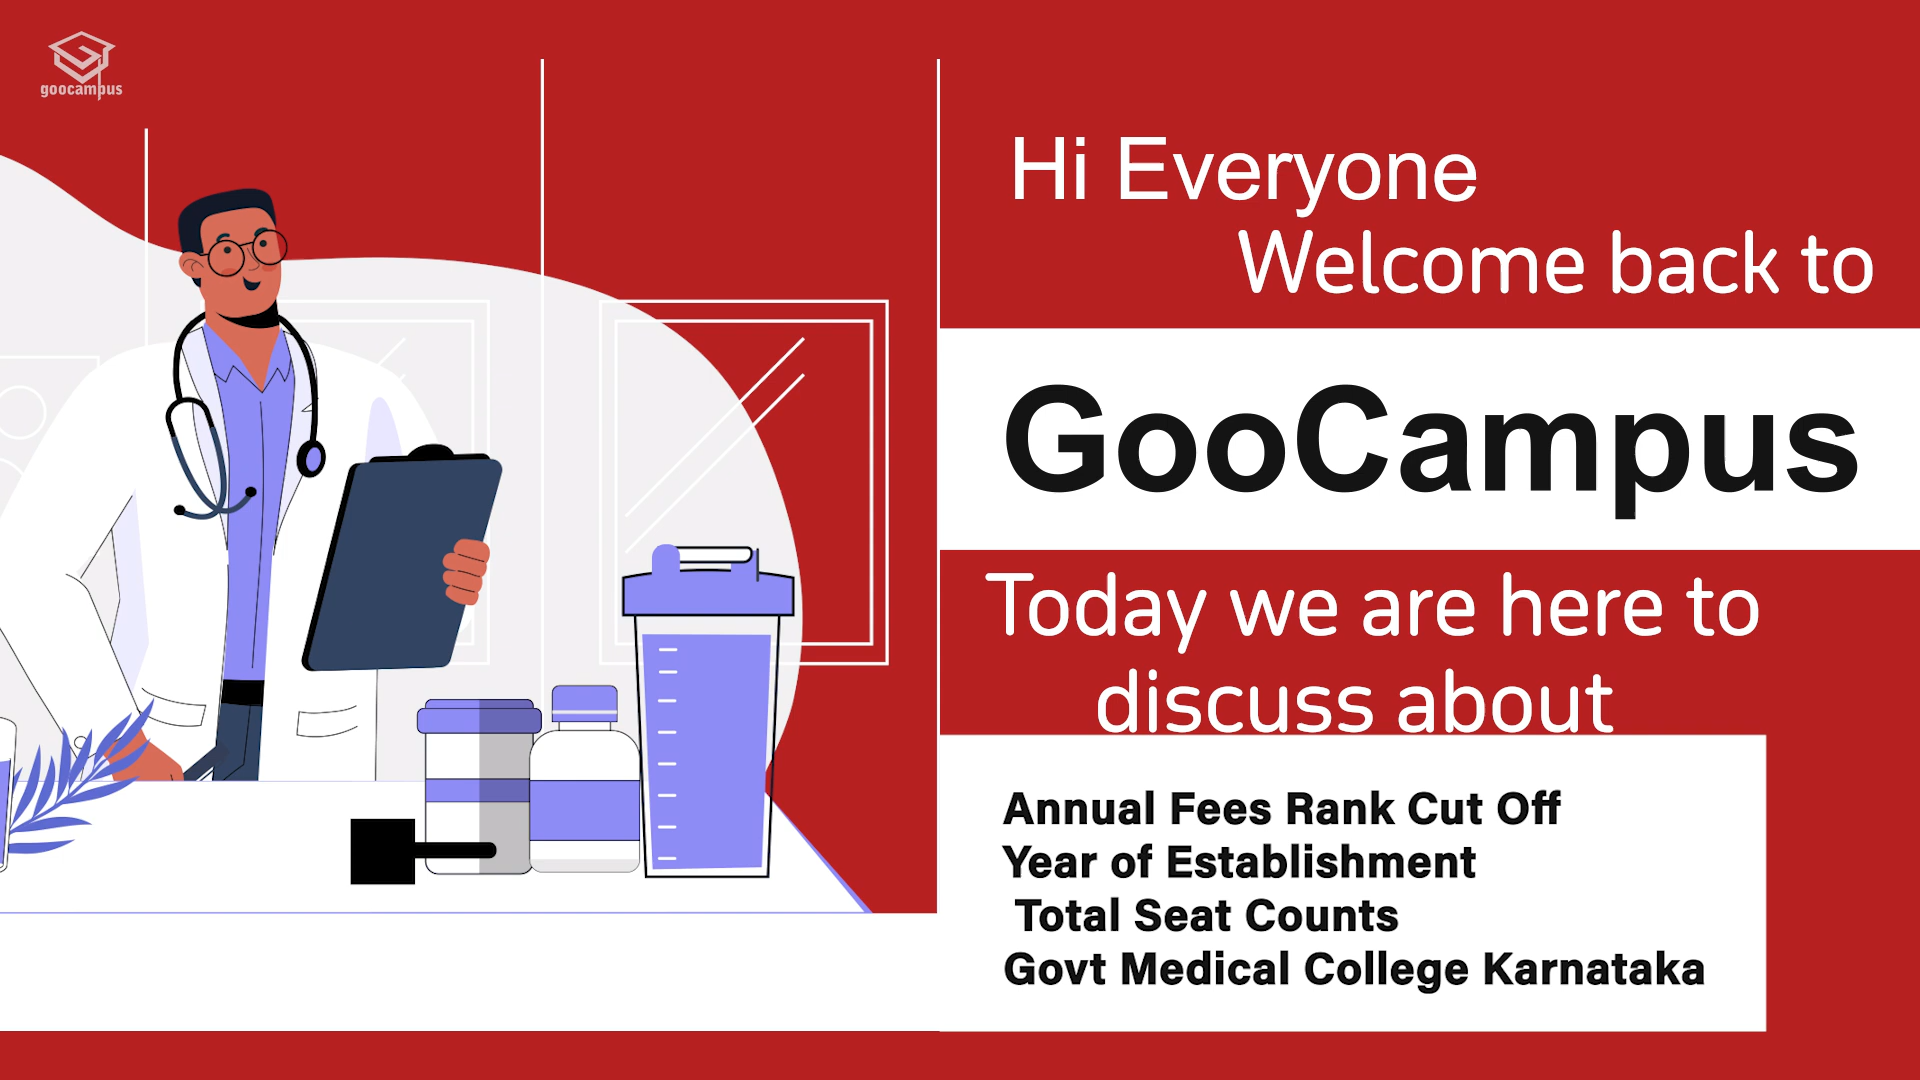 goocampus
Hi Everyone
Welcome back to
GooCampus
Today we are here to
discuss about
Annual Fees Rank Cut Off
Year of Establishment
Total Seat Counts
Govt Medical College Karnataka